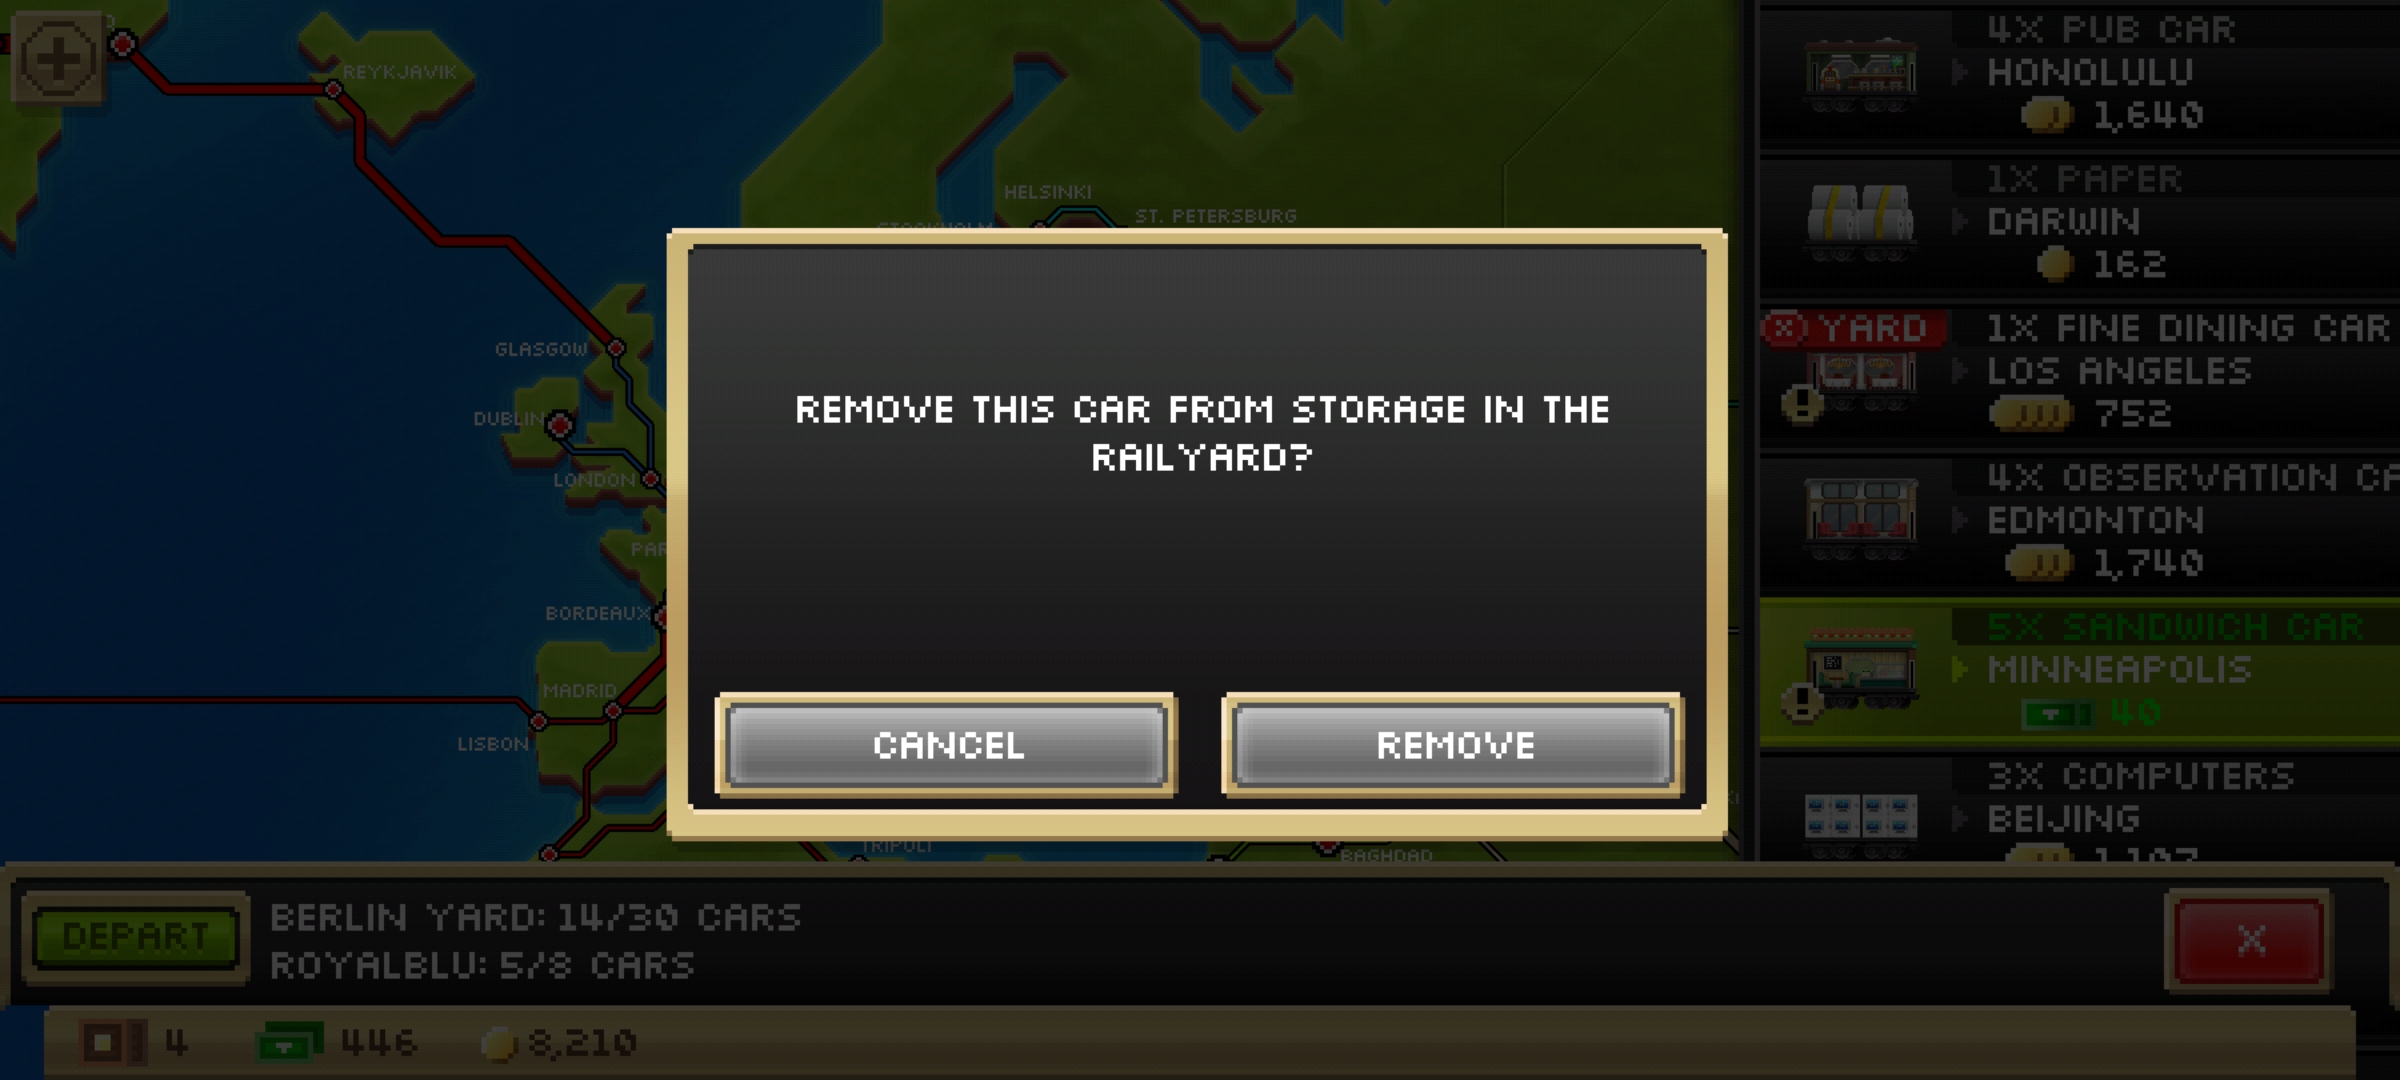 REYKJAVIK
HELSINKI
ST. PETERSBURG
STOCKHOLM
GLASGOW
DUBLIN
LONDON
BORDEAUX
MADRID
LISBON
TRIPOLI
BAGHDAD
REMOVE THIS CAR FROM STORAGE IN THE
RAILYARD?
CANCEL
REMOVE
4X PUB CAR
HONOLULU
1,640
1X PAPER
DARWIN
162
YARD
1X FINE DINING CAR
LOS ANGELES
752
4X OBSERVATION CA
EDMONTON
1,740
5X SANDWICH CAR
MINNEAPOLIS
40
3X COMPUTERS
BEIJING
1,107
DEPART
BERLIN YARD: 14/30 CARS
ROYALBLU: 5/8 CARS
X
4
446
8,210